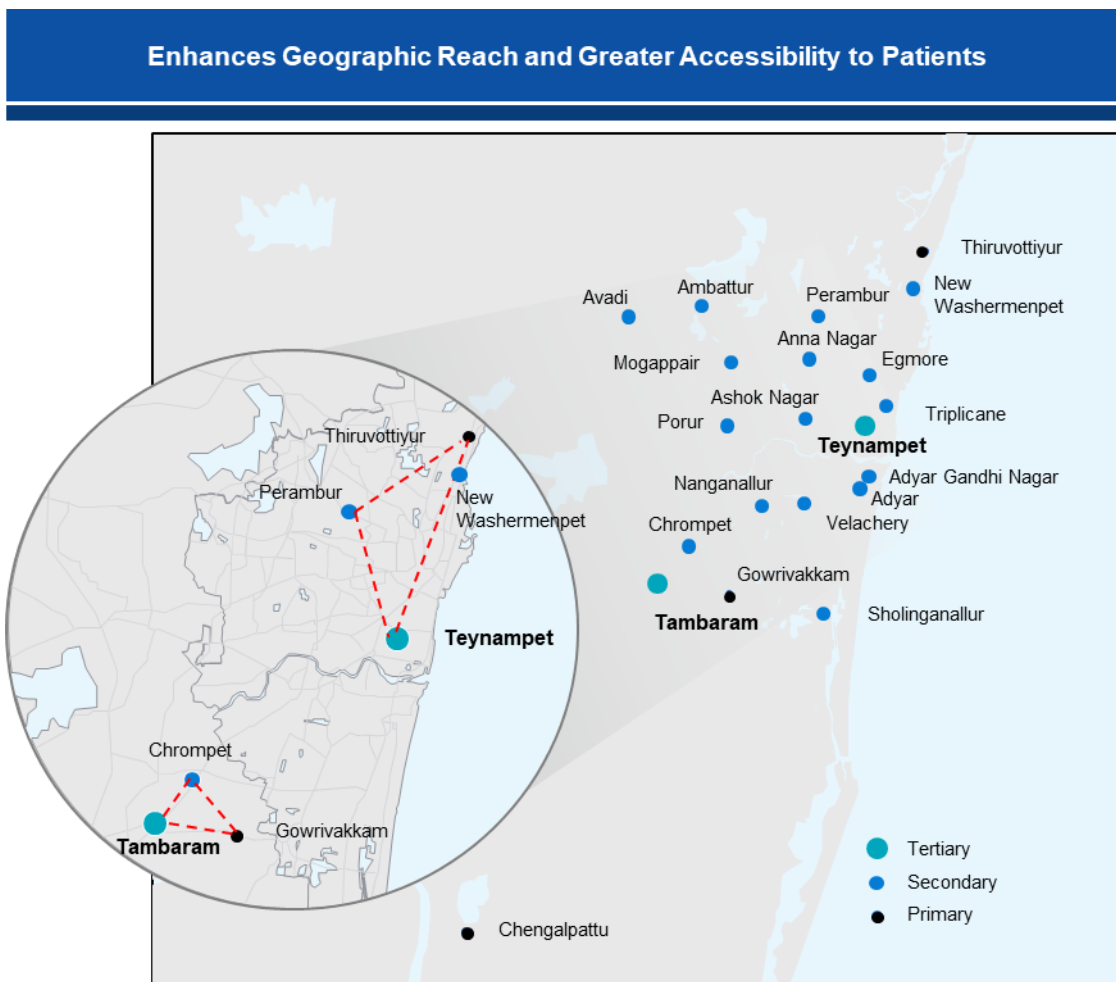 Enhances Geographic Reach and Greater Accessibility to Patients
Thiruvottiyur
New
Washermenpet
Avadi
Ambattur
Perambur
Anna Nagar
Mogappair
Egmore
Ashok Nagar
Porur
Triplicane
Teynampet
Nanganallur
Adyar Gandhi Nagar
Adyar
Velachery
Chrompet
Gowrivakkam
Tambaram
Sholinganallur
Thiruvottiyur
Perambur
New
Washermenpet
Teynampet
Chrompet
Gowrivakkam
Tambaram
Chengalpattu
Tertiary
Secondary
Primary